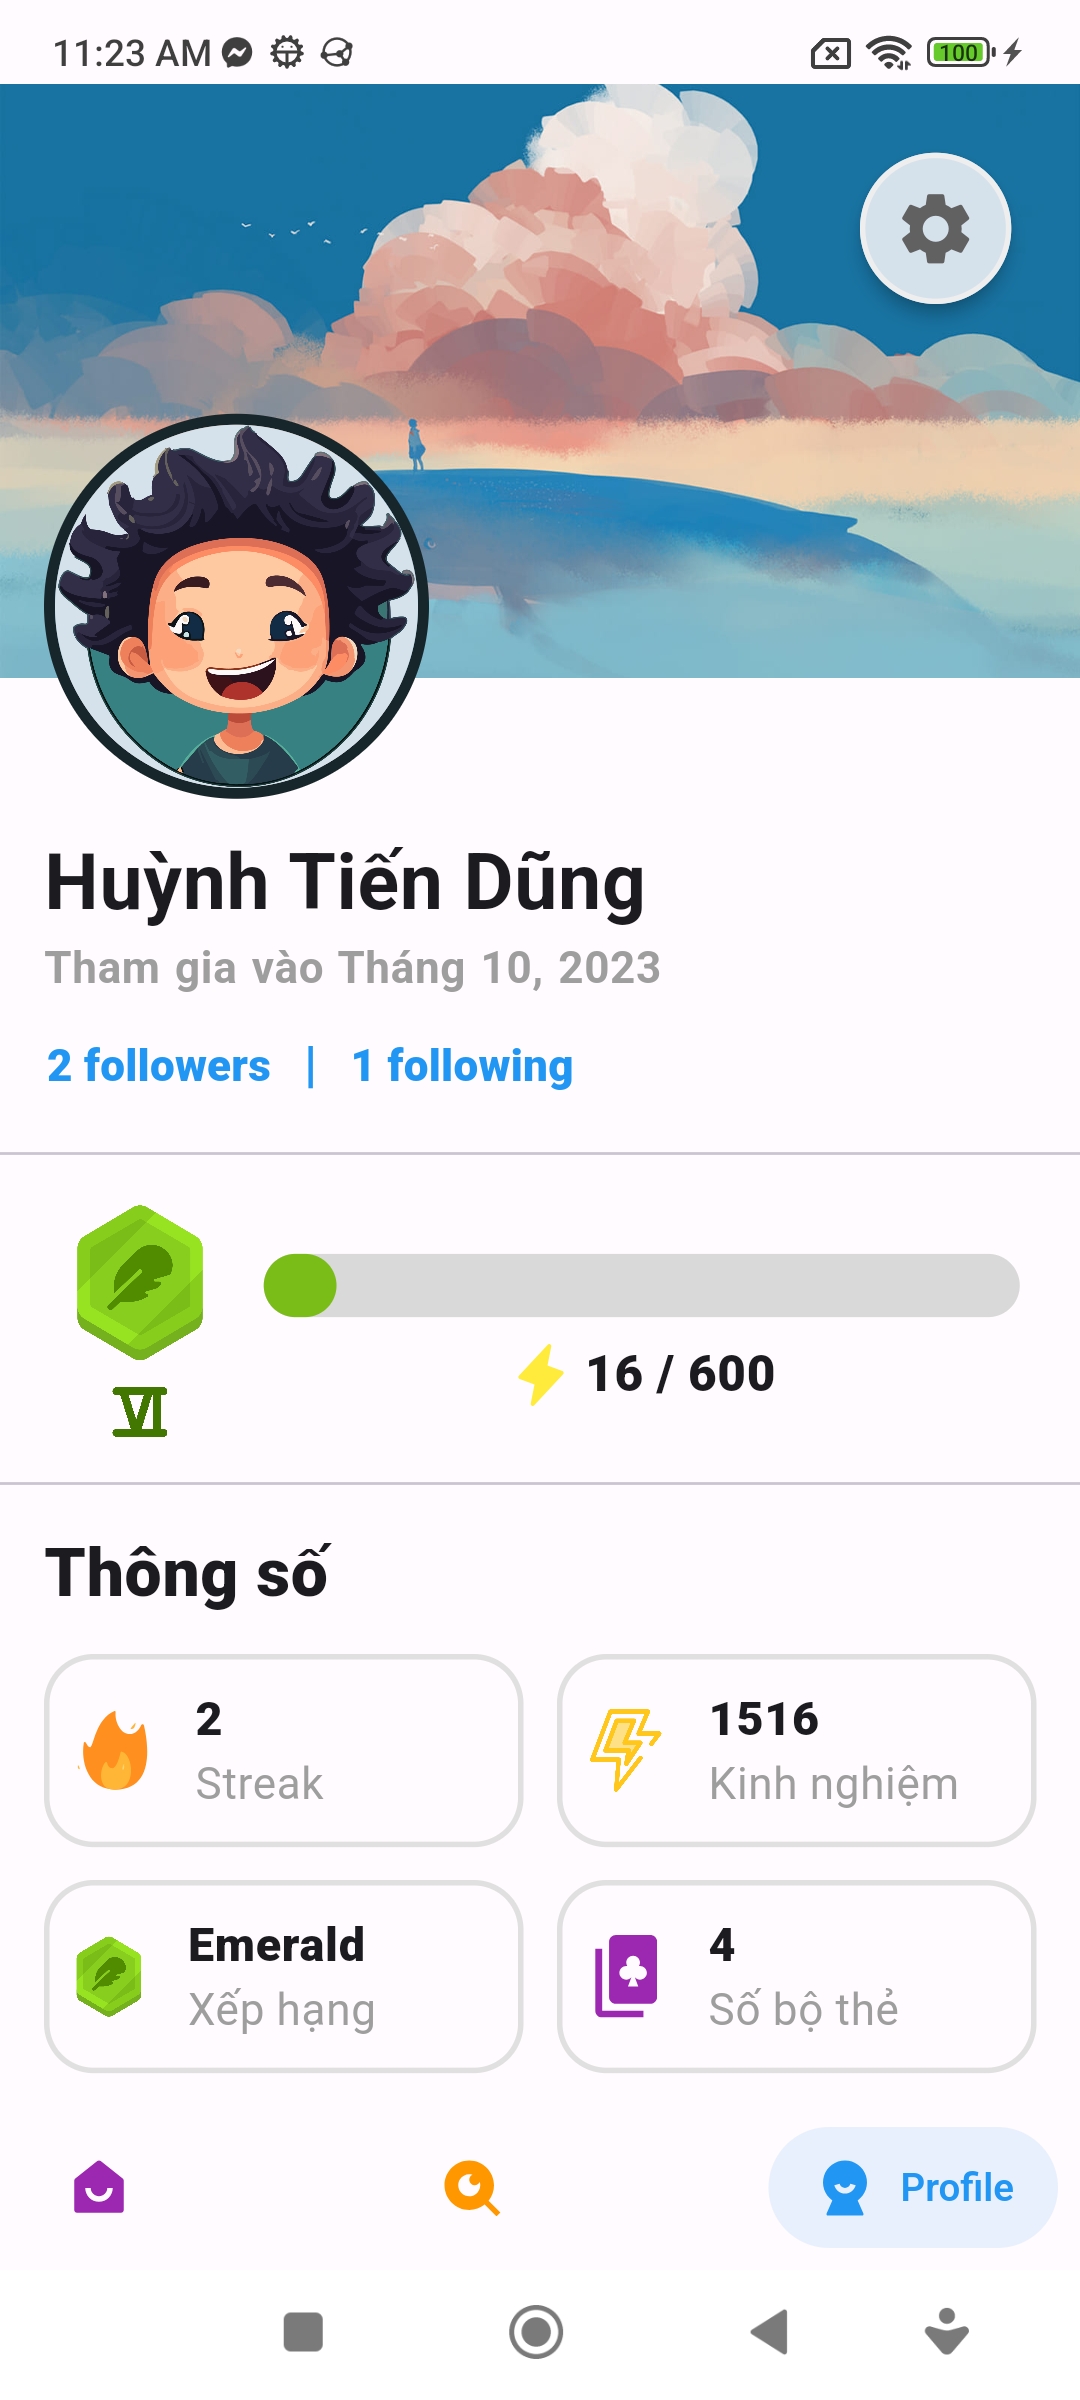 11:23 AM
100
Huỳnh Tiến Dũng
Tham gia vào Tháng 10, 2023
2 followers | 1 following
VI
16 / 600
Thông số
2
Streak
1516
Kinh nghiệm
Emerald
Xếp hạng
4
Số bộ thẻ
Profile